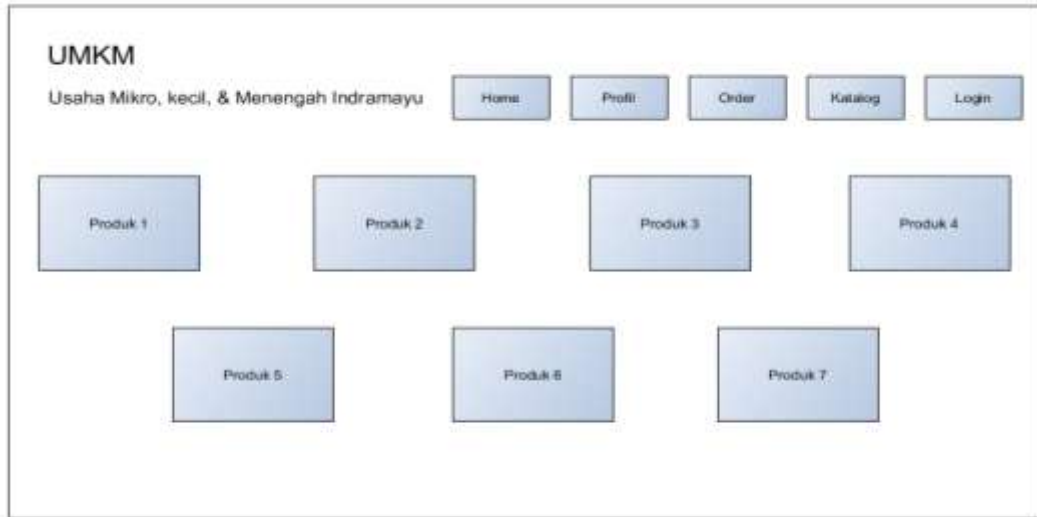 UMKM
Usaha Mikro, kecil, & Menengah Indramayu
Home
Profil
Order
Katalog
Login
Produk 1
Produk 2
Produk 3
Produk 4
Produk 5
Produk 6
Produk 7